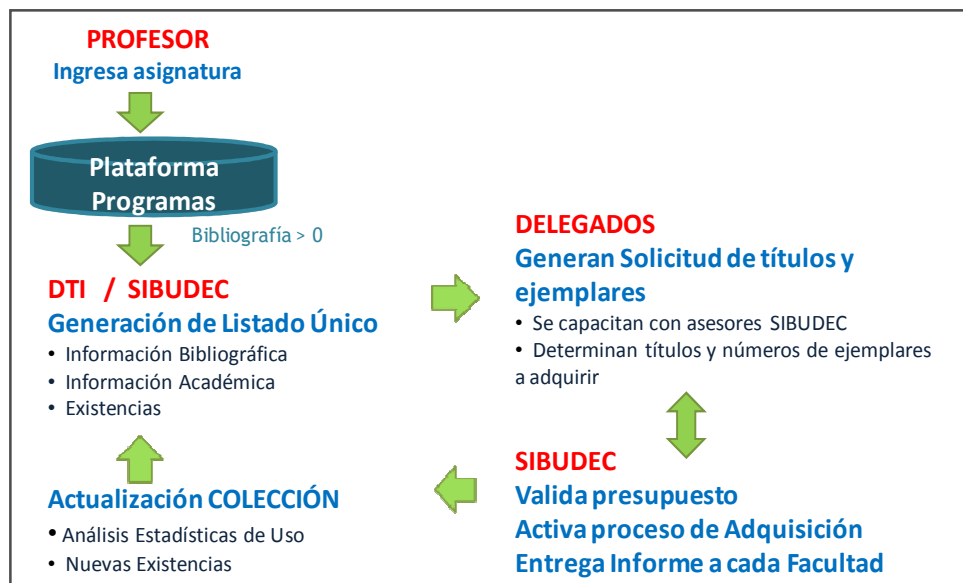 PROFESOR
Ingresa asignatura
Plataforma
Programas
Bibliografía > 0
DTI / SIBUDEC
Generación de Listado Único
• Información Bibliográfica
• Información Académica
• Existencias
DELEGADOS
Generan Solicitud de títulos y
ejemplares
• Se capacitan con asesores SIBUDEC
• Determinan títulos y números de ejemplares
a adquirir
SIBUDEC
Valida presupuesto
Activa proceso de Adquisición
Entrega Informe a cada Facultad
Actualización COLECCIÓN
• Análisis Estadísticas de Uso
• Nuevas Existencias